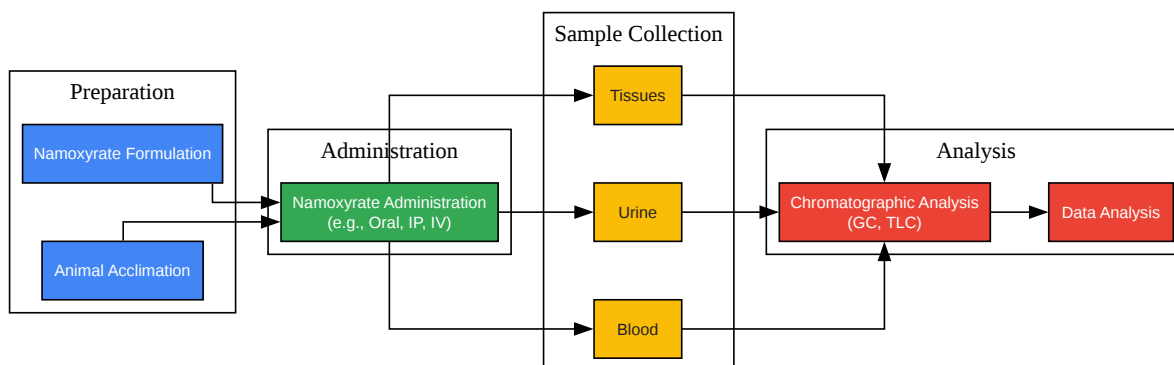 Preparation
Namoxyrate Formulation
Animal Acclimation
Administration
Namoxyrate Administration
(e.g., Oral, IP, IV)
Sample Collection
Tissues
Urine
Blood
Analysis
Chromatographic Analysis
(GC, TLC)
Data Analysis